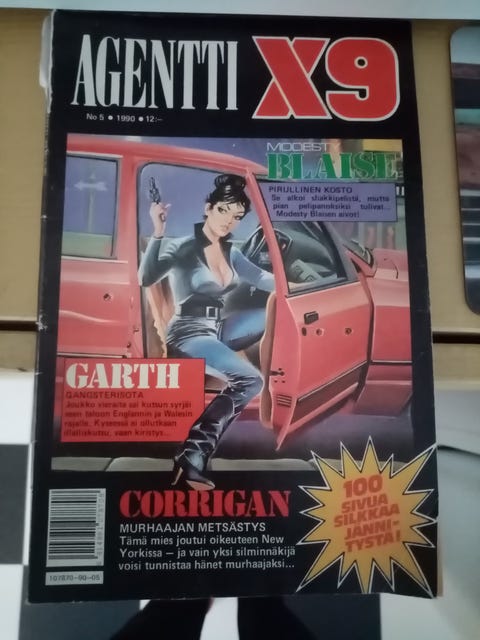 AGENTTI X9
No 5 • 1990 • 12:–
MODESTY
BLAISE
PIRULLINEN KOSTO
Se alkoi shakkipelistä, mutta
pian pelipanoksiksi tulivat...
Modesty Blaisen aivot!
GARTH
GANGSTERISOTA
Joukko vieraita sai kutsun syrjäi
seen taloon Englannin ja Walesin
rajalle. Kyseessä ei ollutkaan
illalliskutsu, vaan kiristys...
CORRIGAN
MURHAAJAN METSÄSTYS
Tämä mies joutui oikeuteen New
Yorkissa – ja vain yksi silminnäkijä
voisi tunnistaa hänet murhaajaksi...
100
SIVUA
SILKKAA
JÄNNI-
TYSTÄ!
107870-90-05